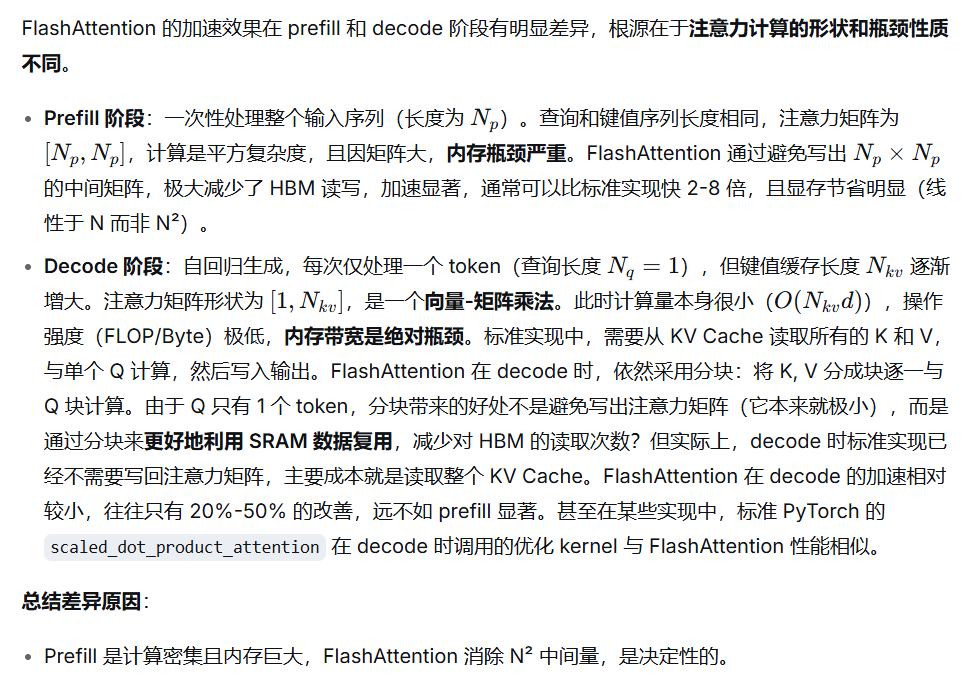 FlashAttention 的加速效果在 prefill 和 decode 阶段有明显差异，根源在于注意力计算的形状和瓶颈性质
不同。
• Prefill 阶段：一次性处理整个输入序列（长度为 Nₚ）。查询和键值序列长度相同，注意力矩阵为
[Nₚ, Nₚ]，计算是平方复杂度，且因矩阵大，内存瓶颈严重。FlashAttention 通过避免写出 Nₚ × Nₚ
的中间矩阵，极大减少了 HBM 读写，加速显著，通常可以比标准实现快 2-8 倍，且显存节省明显（线
性于 N 而非 N²）。
• Decode 阶段：自回归生成，每次仅处理一个 token（查询长度 N_q = 1），但键值缓存长度 N_{kv} 逐渐
增大。注意力矩阵形状为 [1, N_{kv}]，是一个向量-矩阵乘法。此时计算量本身很小（O(N_{kv}d)），操作
强度（FLOP/Byte）极低，内存带宽是绝对瓶颈。标准实现中，需要从 KV Cache 读取所有的 K 和 V，
与单个 Q 计算，然后写入输出。FlashAttention 在 decode 时，依然采用分块：将 K, V 分成块逐一与
Q 块计算。由于 Q 只有 1 个 token，分块带来的好处不是避免写出注意力矩阵（它本来就极小），而是
通过分块来更好地利用 SRAM 数据复用，减少对 HBM 的读取次数？但实际上，decode 时标准实现已
经不需要写回注意力矩阵，主要成本就是读取整个 KV Cache。FlashAttention 在 decode 的加速相对
较小，往往只有 20%-50% 的改善，远不如 prefill 显著。甚至在某些实现中，标准 PyTorch 的
scaled_dot_product_attention 在 decode 时调用的优化 kernel 与 FlashAttention 性能相似。
总结差异原因：
• Prefill 是计算密集且内存巨大，FlashAttention 消除 N² 中间量，是决定性的。